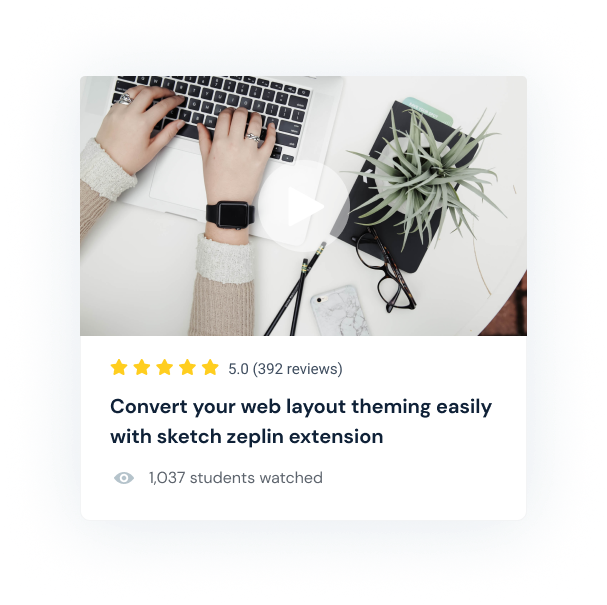 5.0 (392 reviews)
Convert your web layout theming easily
with sketch zeplin extension
1,037 students watched